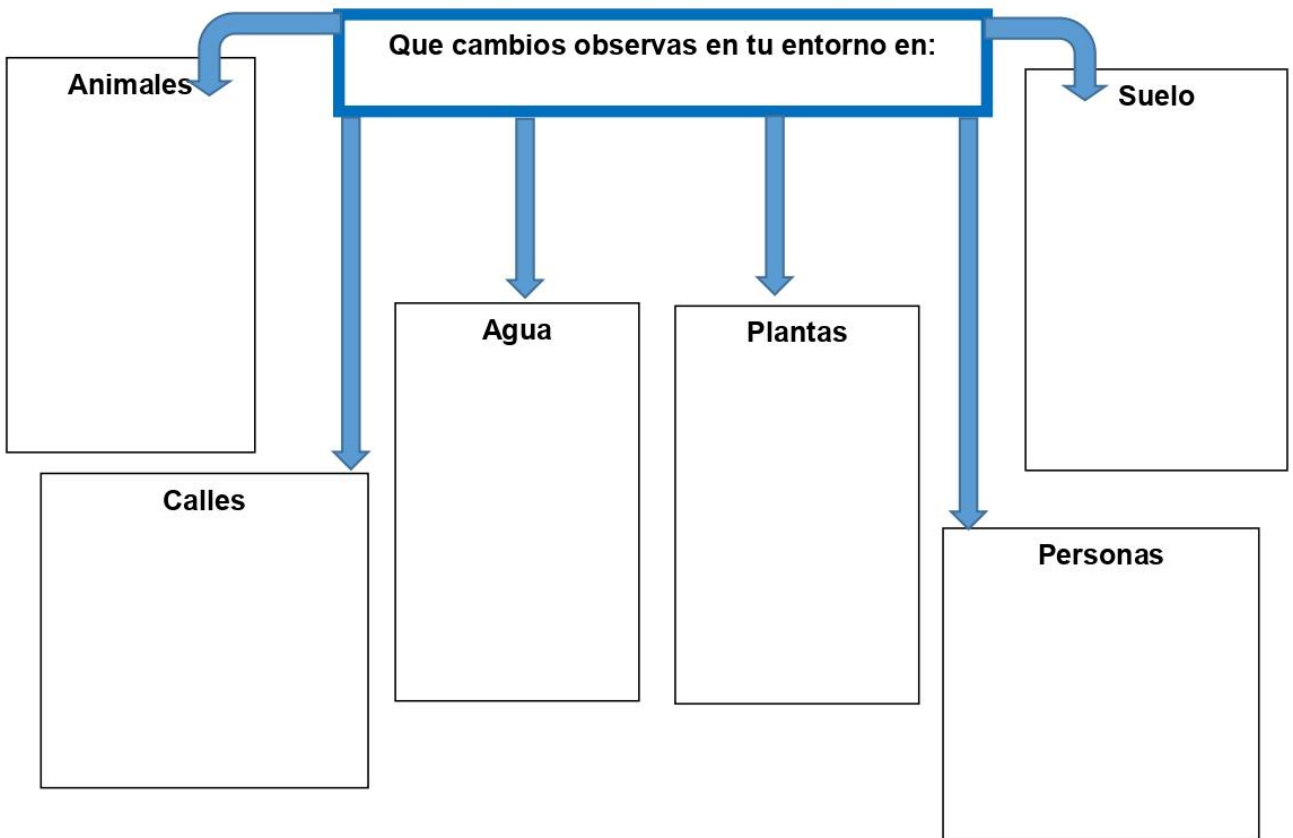 Que cambios observas en tu entorno en:
Animales
Suelo
Agua
Plantas
Calles
Personas